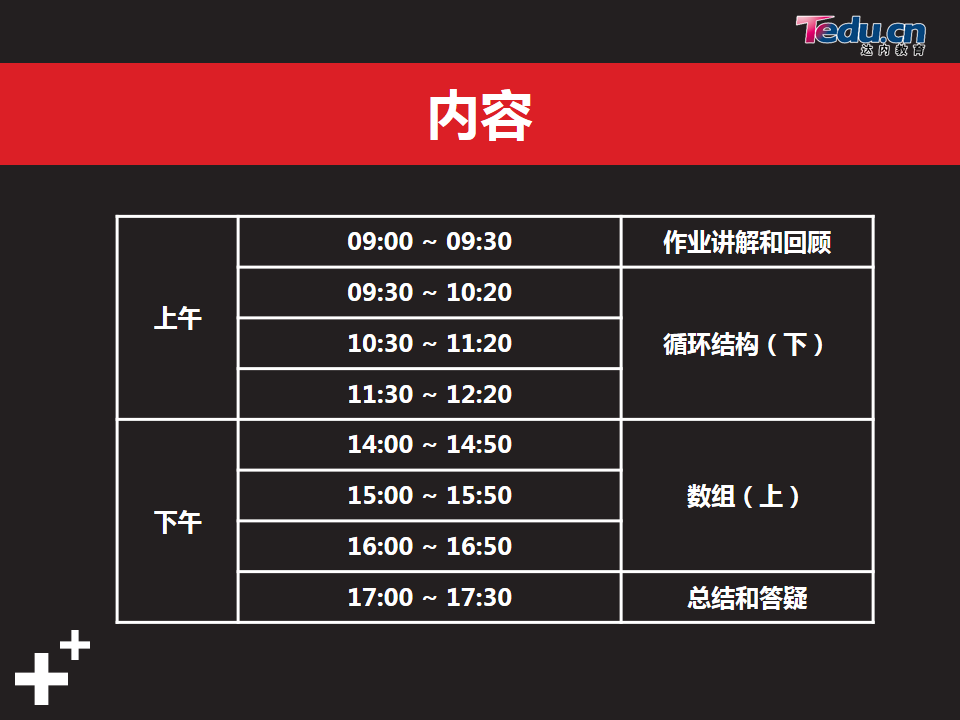 Tedu.cn
达内教育
内容
上午
09:00 ~ 09:30
作业讲解和回顾
09:30 ~ 10:20
循环结构（下）
10:30 ~ 11:20
11:30 ~ 12:20
下午
14:00 ~ 14:50
数组（上）
15:00 ~ 15:50
16:00 ~ 16:50
17:00 ~ 17:30
总结和答疑